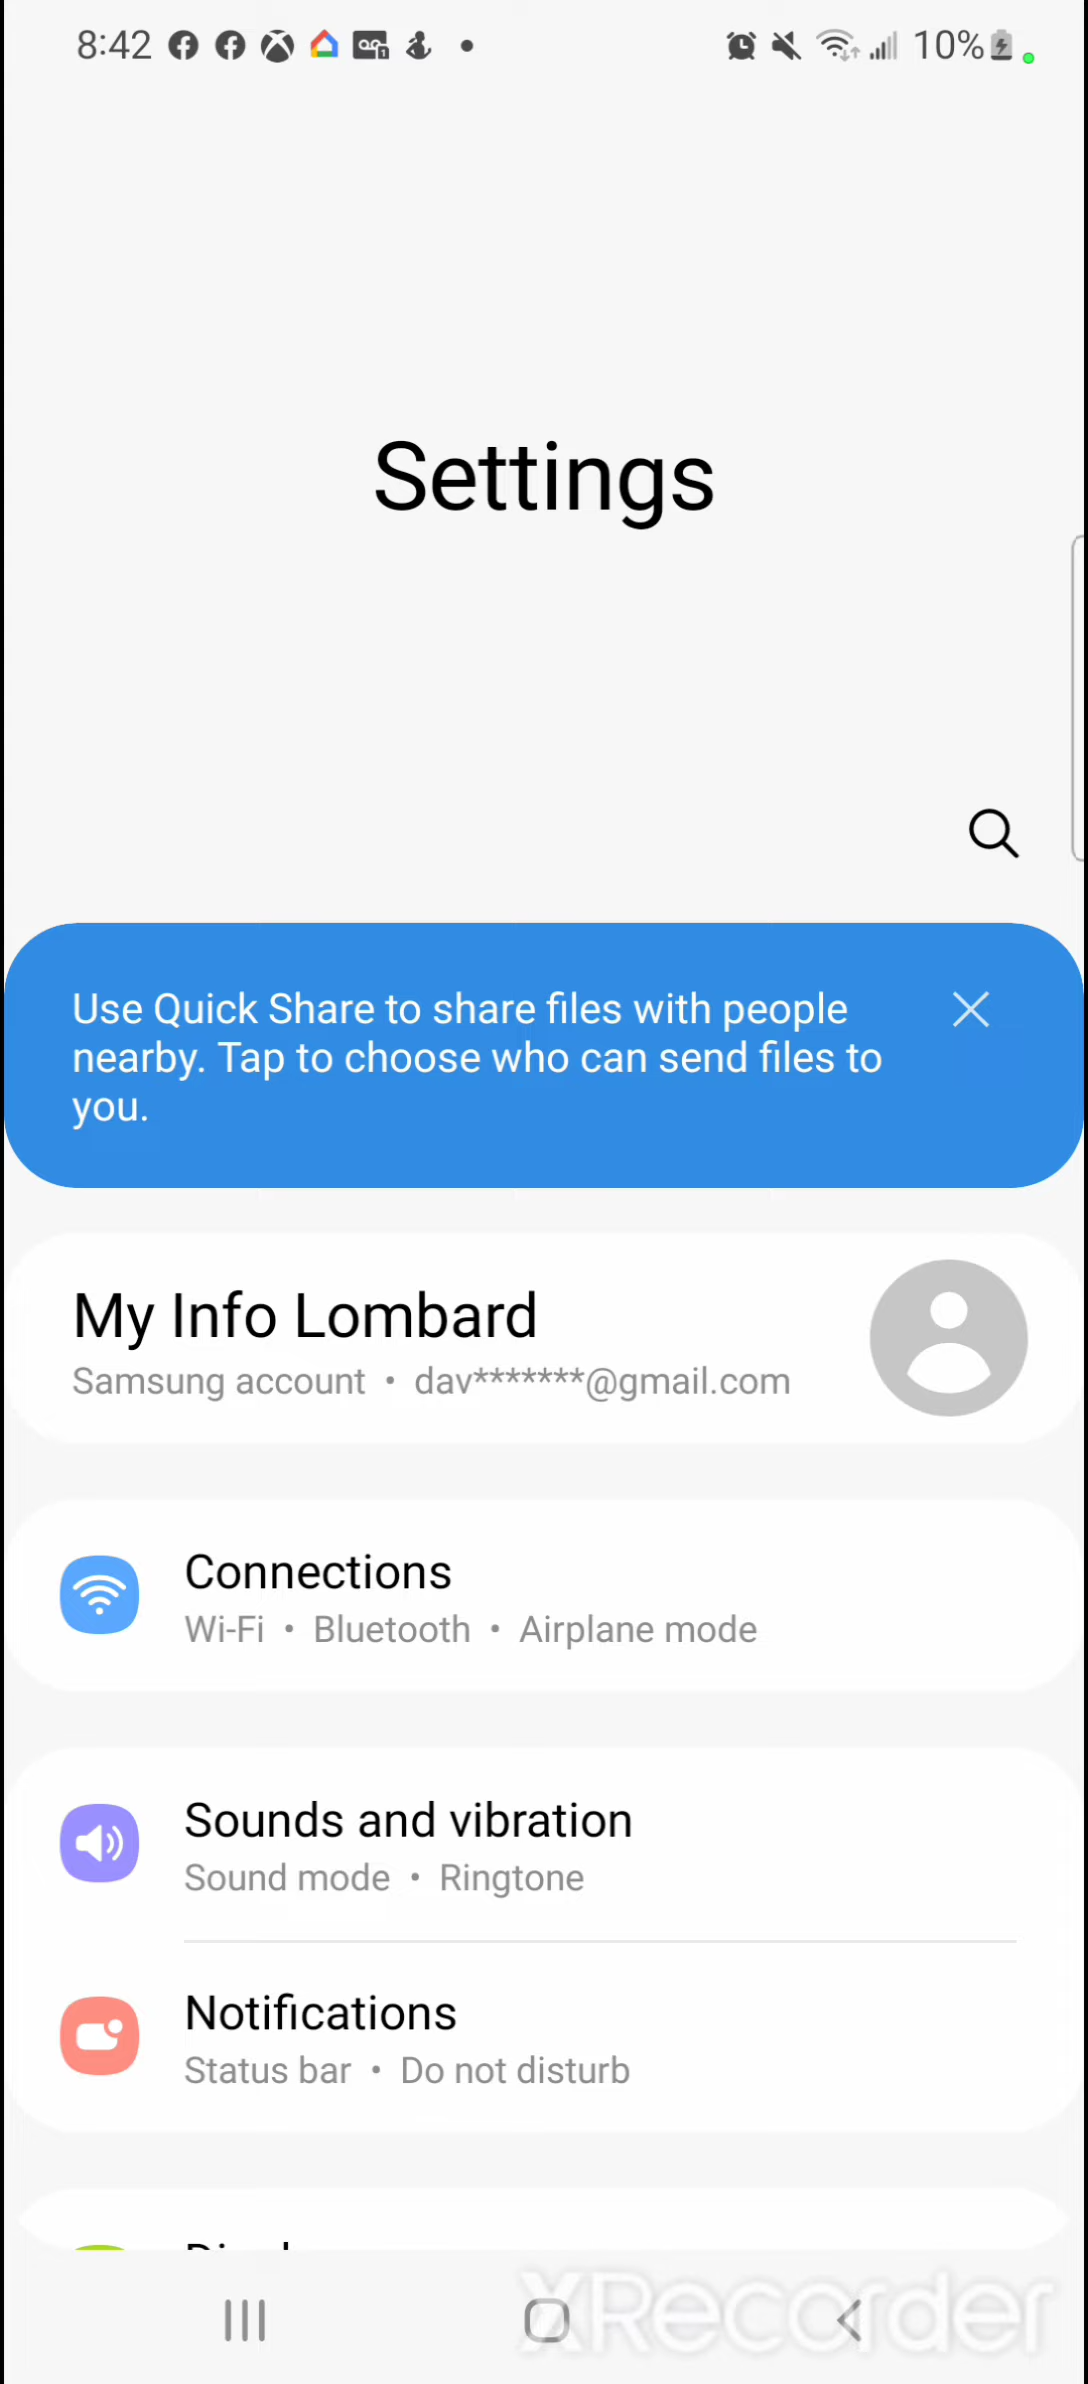 8:42
10%
Settings
Use Quick Share to share files with people
nearby. Tap to choose who can send files to
you.
My Info Lombard
Samsung account • dav*******@gmail.com
Connections
Wi-Fi • Bluetooth • Airplane mode
Sounds and vibration
Sound mode • Ringtone
Notifications
Status bar • Do not disturb
XRecorder